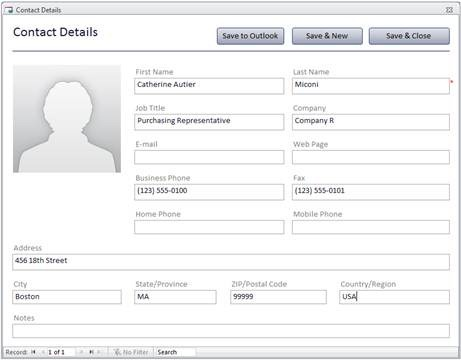 Contact Details
Contact Details
Save to Outlook Save & New Save & Close
First Name Last Name
Catherine Autier Miconi *
Job Title Company
Purchasing Representative Company R
E-mail Web Page
Business Phone Fax
(123) 555-0100 (123) 555-0101
Home Phone Mobile Phone
Address
456 18th Street
City State/Province ZIP/Postal Code Country/Region
Boston MA 99999 USA
Notes
Record: 1 of 1 No Filter Search